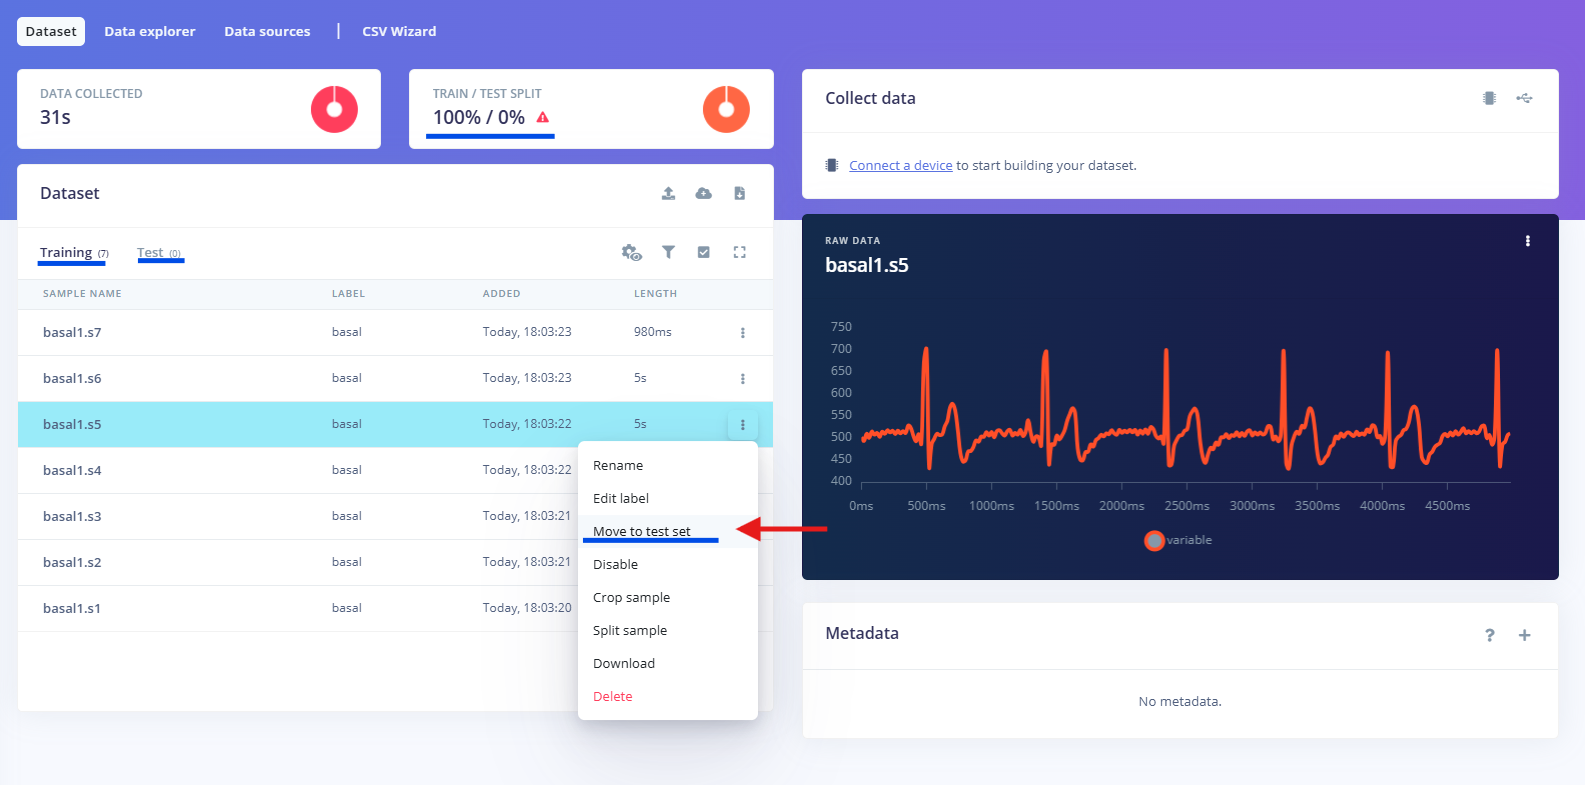 Dataset Data explorer Data sources | CSV Wizard
DATA COLLECTED
31s
TRAIN / TEST SPLIT
100% / 0%
Dataset
Training (7) Test (0)
SAMPLE NAME LABEL ADDED LENGTH
basal1.s7 basal Today, 18:03:23 980ms
basal1.s6 basal Today, 18:03:23 5s
basal1.s5 basal Today, 18:03:22 5s
basal1.s4 basal Today, 18:03:22
basal1.s3 basal Today, 18:03:21
basal1.s2 basal Today, 18:03:21
basal1.s1 basal Today, 18:03:20
Rename
Edit label
Move to test set
Disable
Crop sample
Split sample
Download
Delete
Collect data
Connect a device to start building your dataset.
RAW DATA
basal1.s5
750
700
650
600
550
500
450
400
0ms 500ms 1000ms 1500ms 2000ms 2500ms 3000ms 3500ms 4000ms 4500ms
variable
Metadata
? +
No metadata.